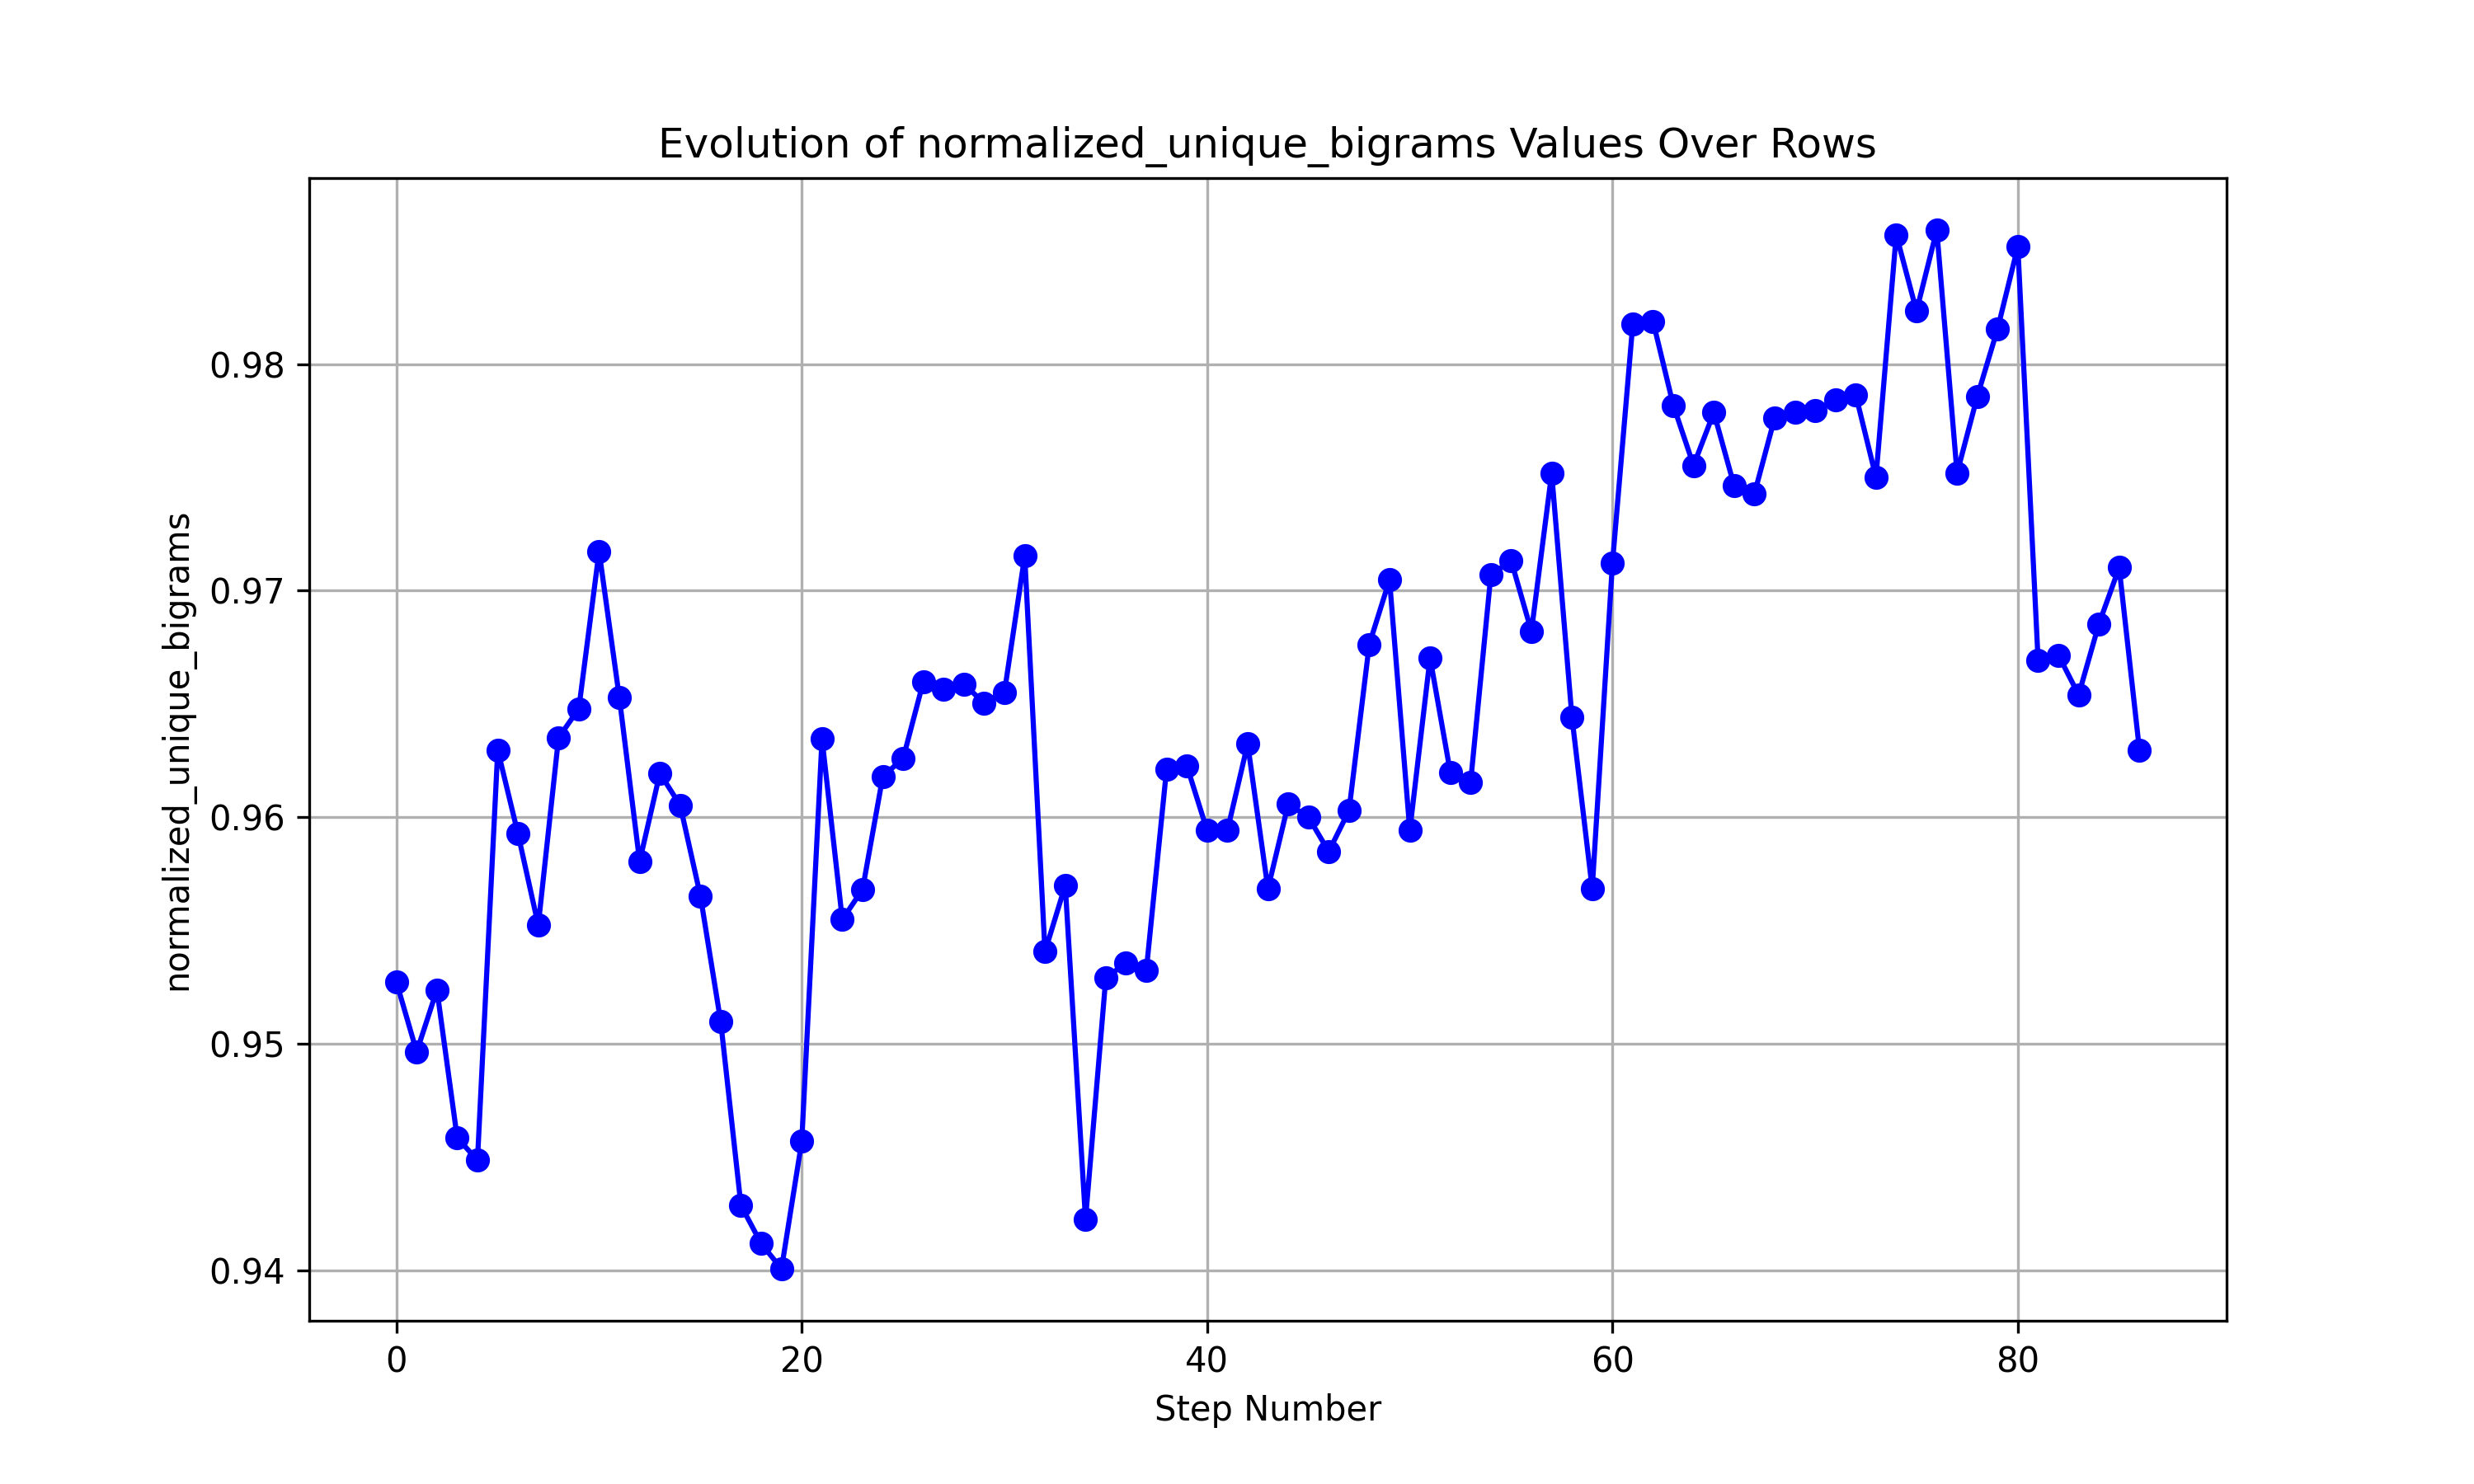 Evolution of normalized_unique_bigrams Values Over Rows
normalized_unique_bigrams
0.98
0.97
0.96
0.95
0.94
0 20 40 60 80
Step Number